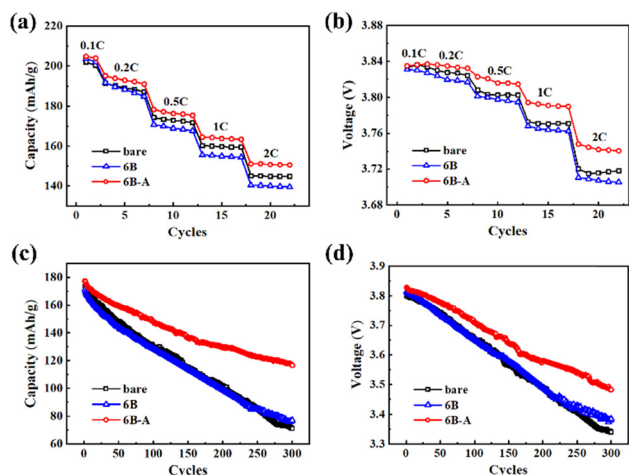 (a)
Capacity (mAh/g)
220
200
180
160
140
0.1C
0.2C
0.5C
1C
2C
bare
6B
6B-A
0 5 10 15 20
Cycles
(b)
Voltage (V)
3.88
3.84
3.80
3.76
3.72
3.68
0.1C
0.2C
0.5C
1C
2C
bare
6B
6B-A
0 5 10 15 20
Cycles
(c)
Capacity (mAh/g)
180
160
140
120
100
80
60
bare
6B
6B-A
0 50 100 150 200 250 300
Cycles
(d)
Voltage (V)
3.9
3.8
3.7
3.6
3.5
3.4
3.3
bare
6B
6B-A
0 50 100 150 200 250 300
Cycles